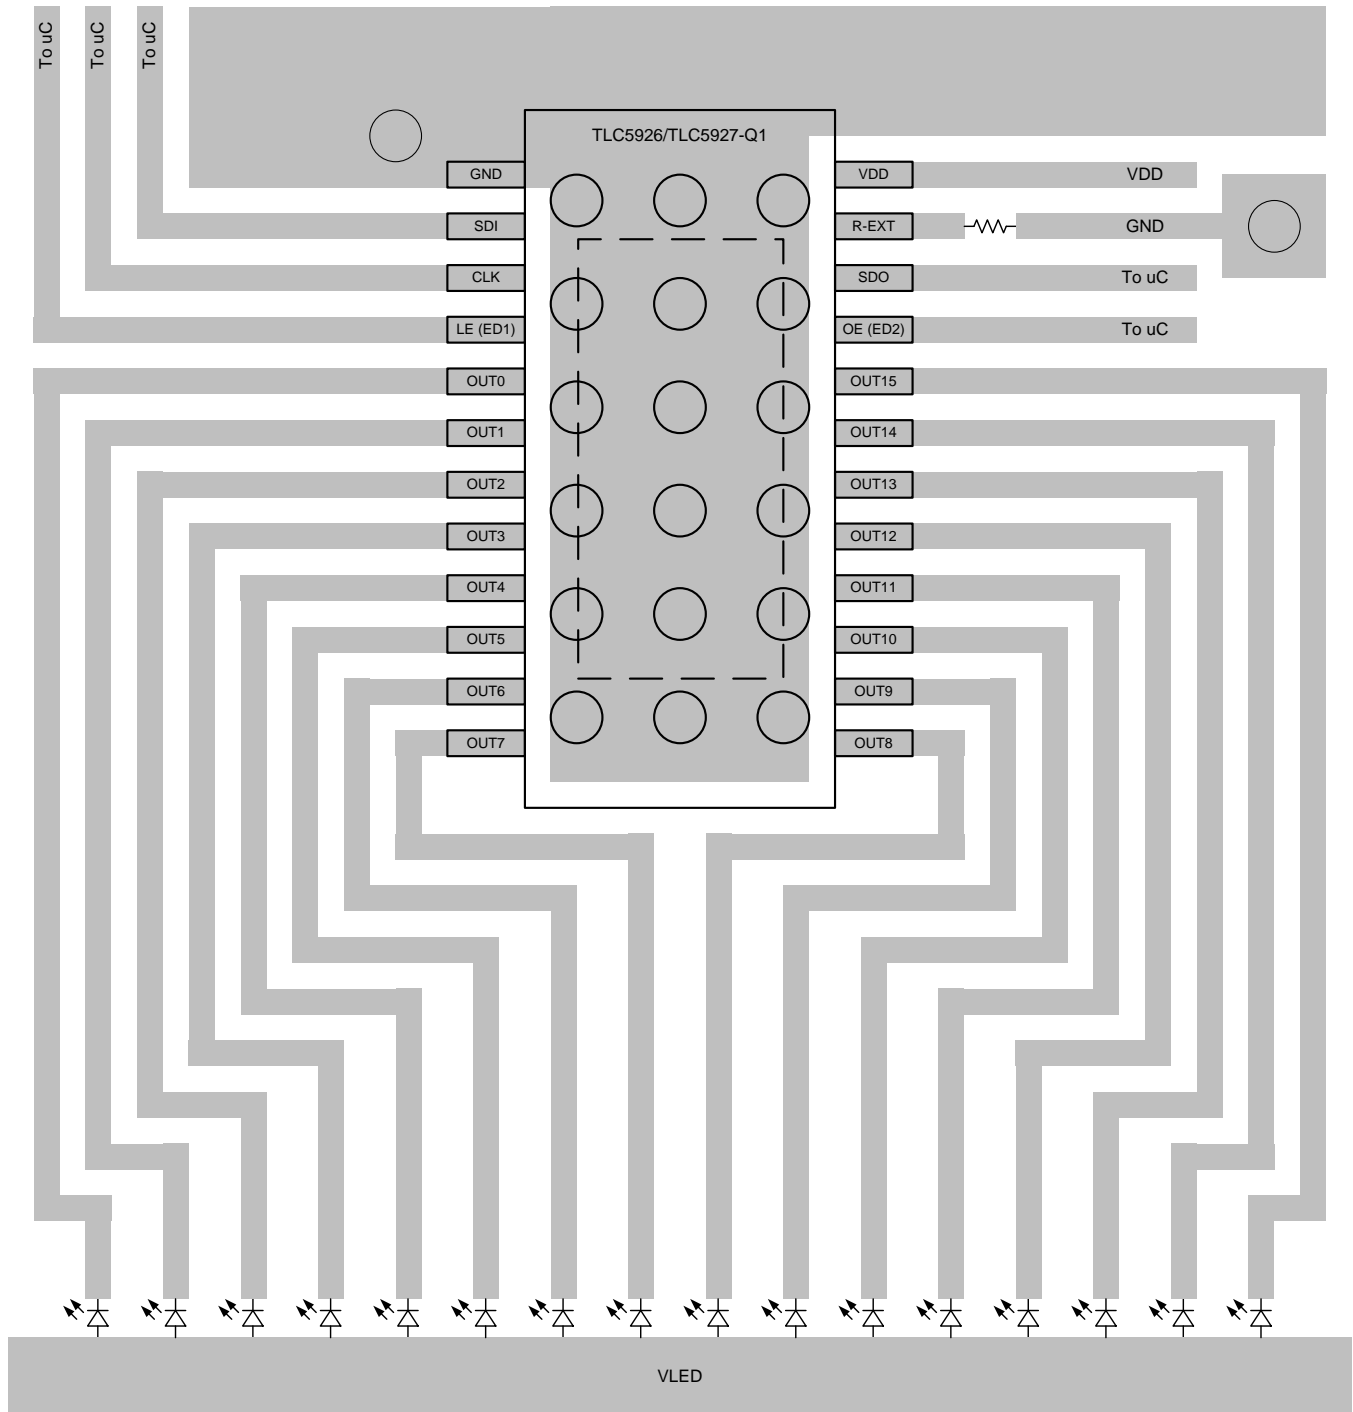 To uC
To uC
To uC
TLC5926/TLC5927-Q1
GND
VDD
VDD
SDI
R-EXT
GND
CLK
SDO
To uC
LE (ED1)
OE (ED2)
To uC
OUT0
OUT15
OUT1
OUT14
OUT2
OUT13
OUT3
OUT12
OUT4
OUT11
OUT5
OUT10
OUT6
OUT9
OUT7
OUT8
VLED